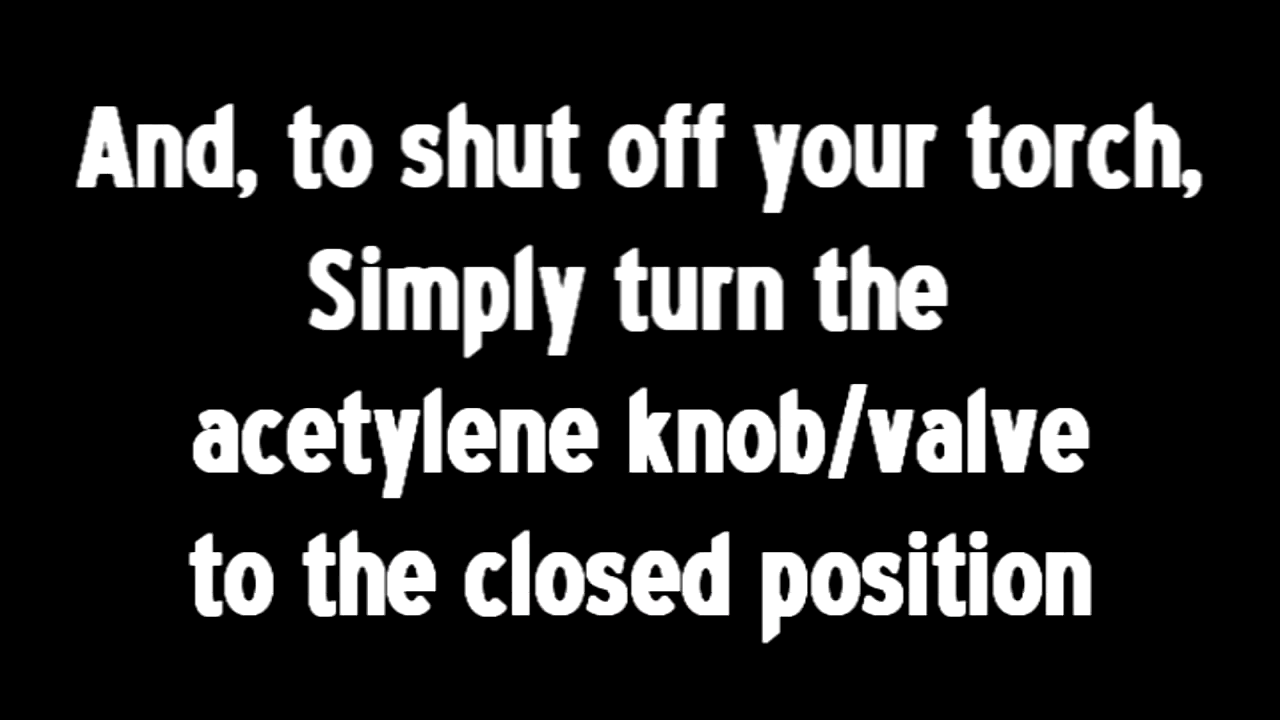 And, to shut off your torch,
Simply turn the
acetylene knob/valve
to the closed position